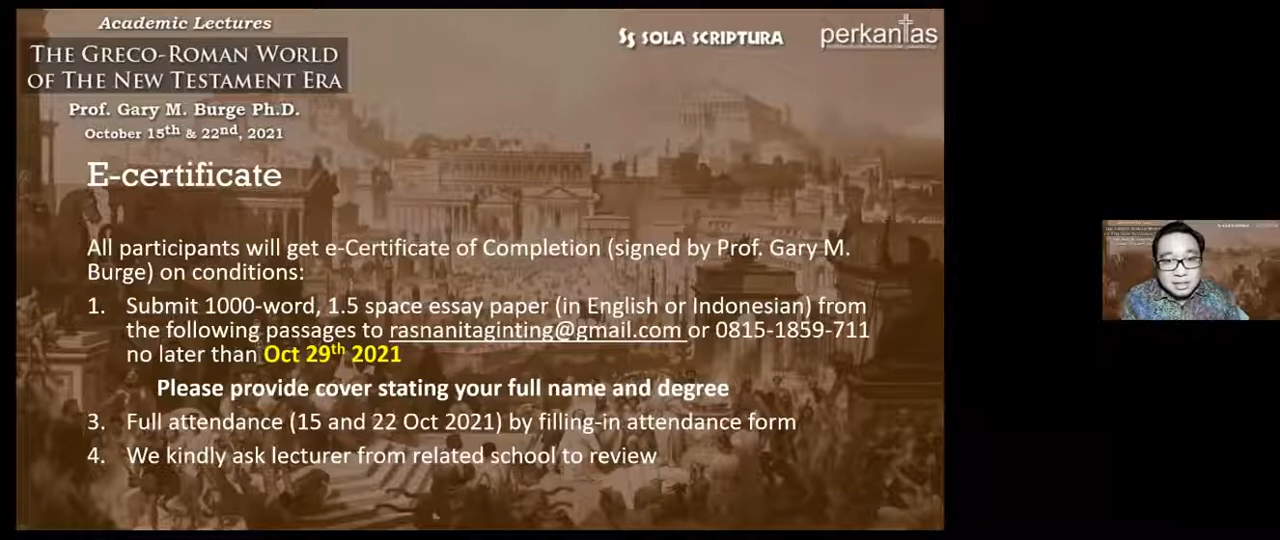 Academic Lectures
THE GRECO-ROMAN WORLD
OF THE NEW TESTAMENT ERA
Prof. Gary M. Burge Ph.D.
October 15th & 22nd, 2021
SS SOLA SCRIPTURA
perkantas
E-certificate
All participants will get e-Certificate of Completion (signed by Prof. Gary M.
Burge) on conditions:
1. Submit 1000-word, 1.5 space essay paper (in English or Indonesian) from
the following passages to rasnanitaginting@gmail.com or 0815-1859-711
no later than Oct 29th 2021
Please provide cover stating your full name and degree
3. Full attendance (15 and 22 Oct 2021) by filling-in attendance form
4. We kindly ask lecturer from related school to review